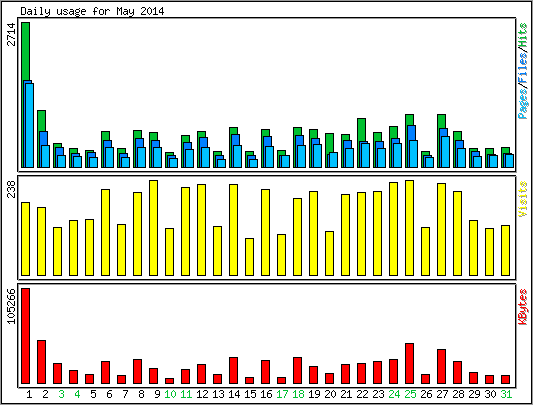 Daily usage for May 2014
2714
Pages/Files/Hits
238
Visits
105266
KBytes
1 2 3 4 5 6 7 8 9 10 11 12 13 14 15 16 17 18 19 20 21 22 23 24 25 26 27 28 29 30 31